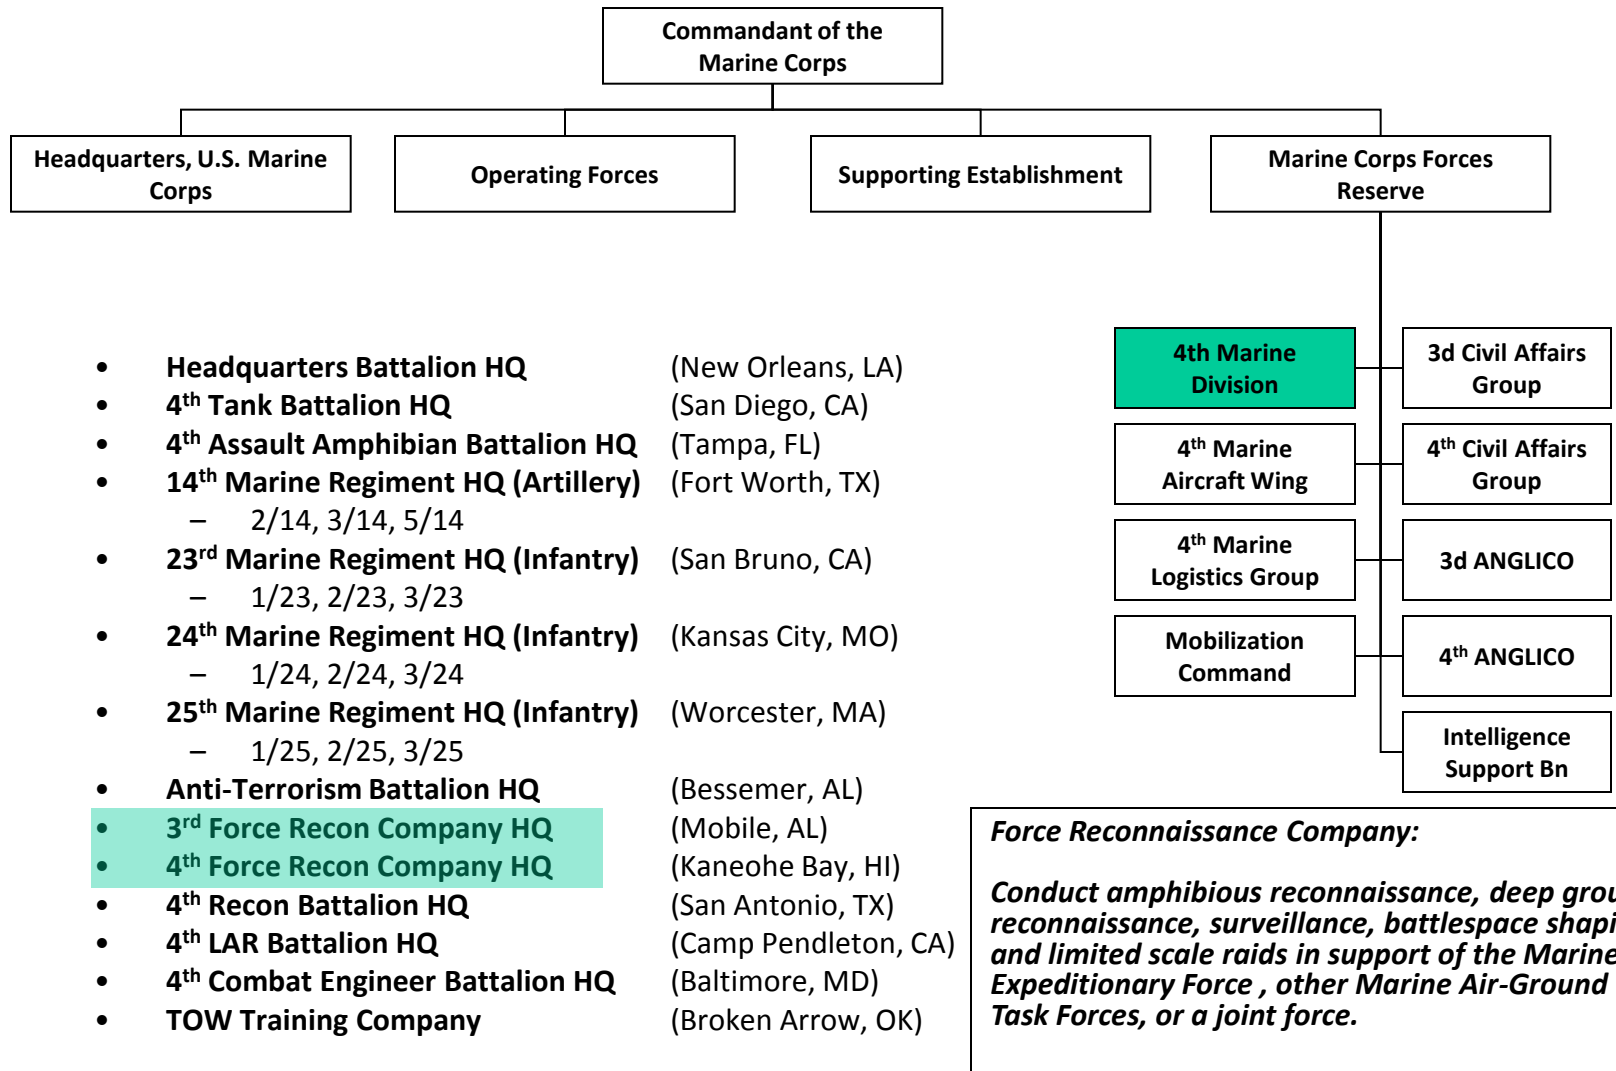 Commandant of the
Marine Corps
Headquarters, U.S. Marine
Corps
Operating Forces
Supporting Establishment
Marine Corps Forces
Reserve
• Headquarters Battalion HQ (New Orleans, LA)
• 4th Tank Battalion HQ (San Diego, CA)
• 4th Assault Amphibian Battalion HQ (Tampa, FL)
• 14th Marine Regiment HQ (Artillery) (Fort Worth, TX)
– 2/14, 3/14, 5/14
• 23rd Marine Regiment HQ (Infantry) (San Bruno, CA)
– 1/23, 2/23, 3/23
• 24th Marine Regiment HQ (Infantry) (Kansas City, MO)
– 1/24, 2/24, 3/24
• 25th Marine Regiment HQ (Infantry) (Worcester, MA)
– 1/25, 2/25, 3/25
• Anti-Terrorism Battalion HQ (Bessemer, AL)
• 3rd Force Recon Company HQ (Mobile, AL)
• 4th Force Recon Company HQ (Kaneohe Bay, HI)
• 4th Recon Battalion HQ (San Antonio, TX)
• 4th LAR Battalion HQ (Camp Pendleton, CA)
• 4th Combat Engineer Battalion HQ (Baltimore, MD)
• TOW Training Company (Broken Arrow, OK)
4th Marine
Division
3d Civil Affairs
Group
4th Marine
Aircraft Wing
4th Civil Affairs
Group
4th Marine
Logistics Group
3d ANGLICO
Mobilization
Command
4th ANGLICO
Intelligence
Support Bn
Force Reconnaissance Company:
Conduct amphibious reconnaissance, deep
reconnaissance, surveillance, battlespace
and limited scale raids in support of the Marine
Expeditionary Force , other Marine Air-Ground
Task Forces, or a joint force.